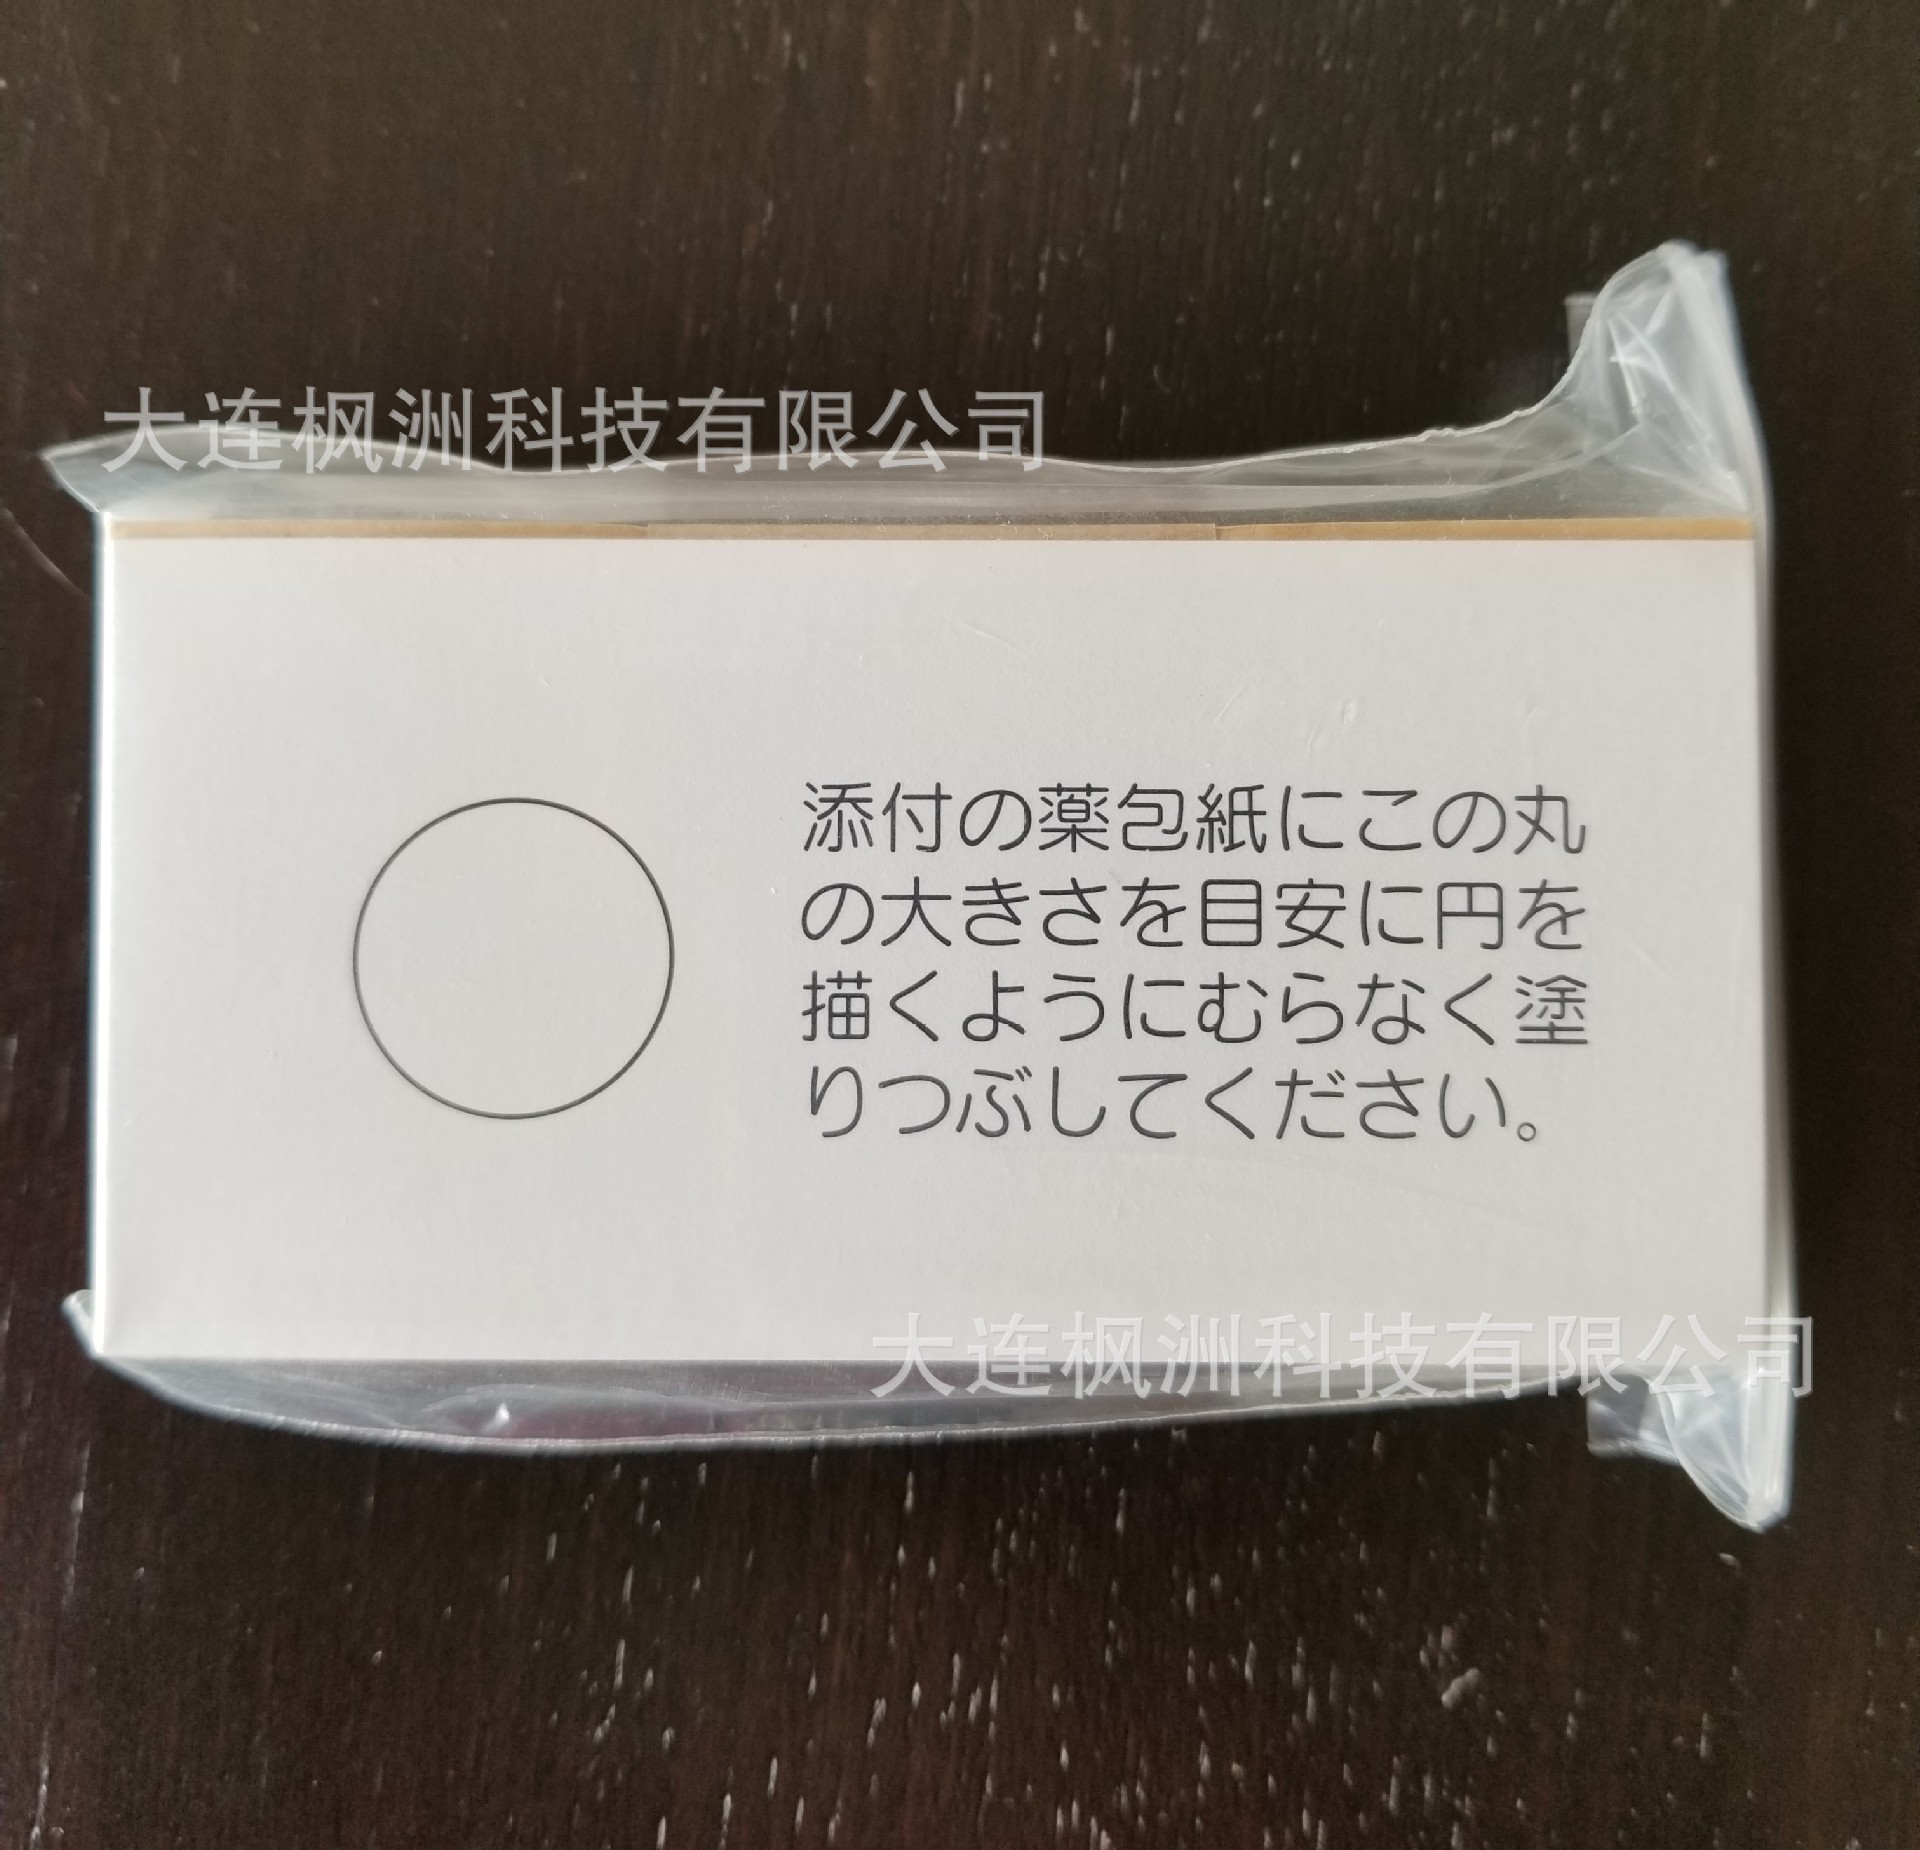 大连枫洲科技有限公司
添付の薬包紙にこの丸
の大きさを目安に円を
描くようにむらなく塗
りつぶしてください。
大连枫洲科技有限公司